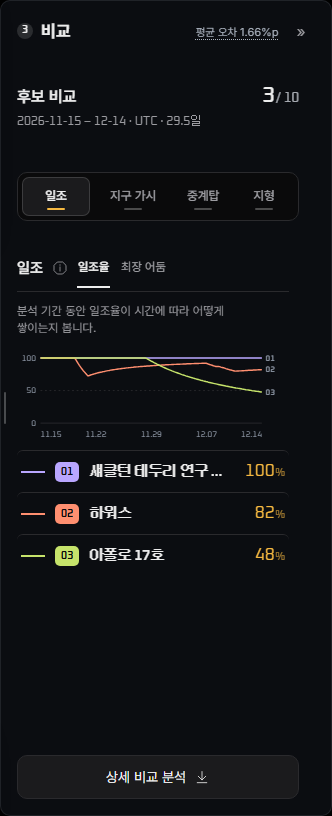 3 비교 평균 오차 1.66%p »
후보 비교 3 / 10
2026-11-15 – 12-14 · UTC · 29.5일
일조 지구 가시 중계탑 지형
일조 ⓘ 일조율 최장 어둠
분석 기간 동안 일조율이 시간에 따라 어떻게
쌓이는지 봅니다.
100 01
02
50
03
0
11.15 11.22 11.29 12.07 12.14
01 섀클턴 테두리 연구 ... 100%
02 하워스 82%
03 아폴로 17호 48%
상세 비교 분석